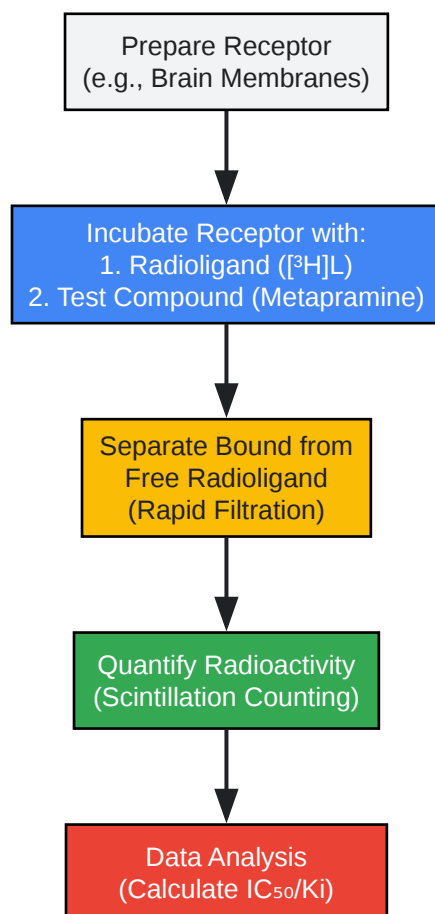 Prepare Receptor
(e.g., Brain Membranes)
Incubate Receptor with:
1. Radioligand ([³H]L)
2. Test Compound (Metapramine)
Separate Bound from
Free Radioligand
(Rapid Filtration)
Quantify Radioactivity
(Scintillation Counting)
Data Analysis
(Calculate IC₅₀/Ki)